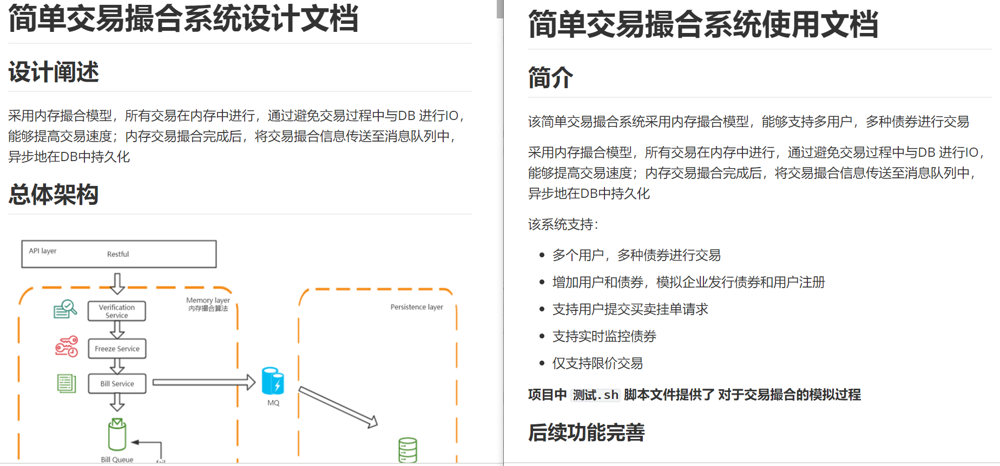 简单交易撮合系统设计文档
设计阐述
采用内存撮合模型，所有交易在内存中进行，通过避免交易过程中与DB 进行IO，
能够提高交易速度；内存交易撮合完成后，将交易撮合信息传送至消息队列中，
异步地在DB中持久化
总体架构
API layer
Restful
Memory layer
内存撮合算法
Verification
Service
Freeze Service
Bill Service
Bill Queue
fail
MQ
Persistence layer
简单交易撮合系统使用文档
简介
该简单交易撮合系统采用内存撮合模型，能够支持多用户，多种债券进行交易
采用内存撮合模型，所有交易在内存中进行，通过避免交易过程中与DB 进行IO，
能够提高交易速度；内存交易撮合完成后，将交易撮合信息传送至消息队列中，
异步地在DB中持久化
该系统支持：
多个用户，多种债券进行交易
增加用户和债券，模拟企业发行债券和用户注册
支持用户提交买卖挂单请求
支持实时监控债券
仅支持限价交易
项目中 测试.sh 脚本文件提供了 对于交易撮合的模拟过程
后续功能完善